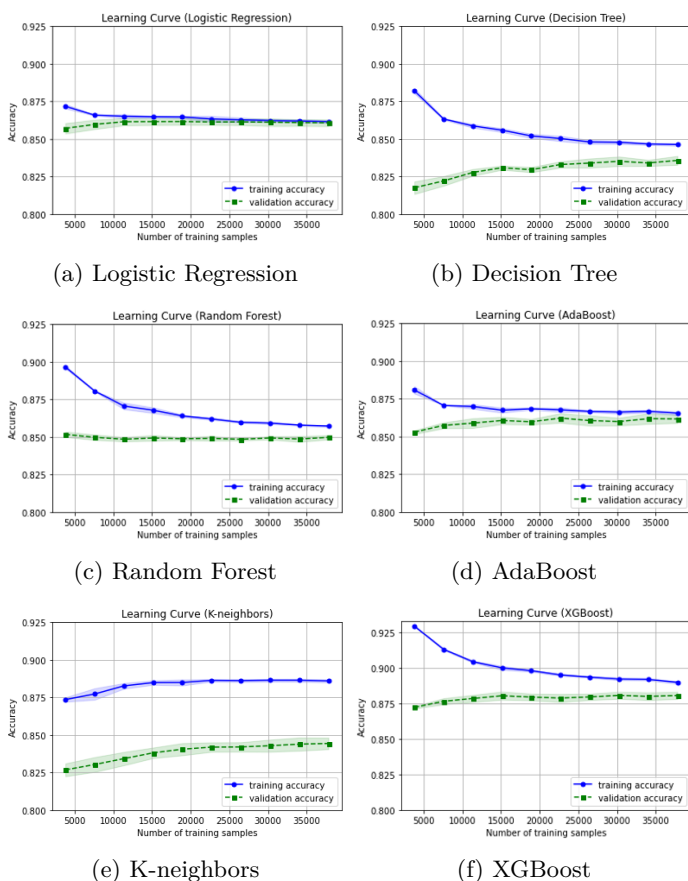 Learning Curve (Logistic Regression)
0.925
0.900
0.875
0.850
0.825
0.800
Accuracy
training accuracy
validation accuracy
5000 10000 15000 20000 25000 30000 35000
Number of training samples
(a) Logistic Regression
Learning Curve (Decision Tree)
0.925
0.900
0.875
0.850
0.825
0.800
Accuracy
training accuracy
validation accuracy
5000 10000 15000 20000 25000 30000 35000
Number of training samples
(b) Decision Tree
Learning Curve (Random Forest)
0.925
0.900
0.875
0.850
0.825
0.800
Accuracy
training accuracy
validation accuracy
5000 10000 15000 20000 25000 30000 35000
Number of training samples
(c) Random Forest
Learning Curve (AdaBoost)
0.925
0.900
0.875
0.850
0.825
0.800
Accuracy
training accuracy
validation accuracy
5000 10000 15000 20000 25000 30000 35000
Number of training samples
(d) AdaBoost
Learning Curve (K-neighbors)
0.925
0.900
0.875
0.850
0.825
0.800
Accuracy
training accuracy
validation accuracy
5000 10000 15000 20000 25000 30000 35000
Number of training samples
(e) K-neighbors
Learning Curve (XGBoost)
0.925
0.900
0.875
0.850
0.825
0.800
Accuracy
training accuracy
validation accuracy
5000 10000 15000 20000 25000 30000 35000
Number of training samples
(f) XGBoost